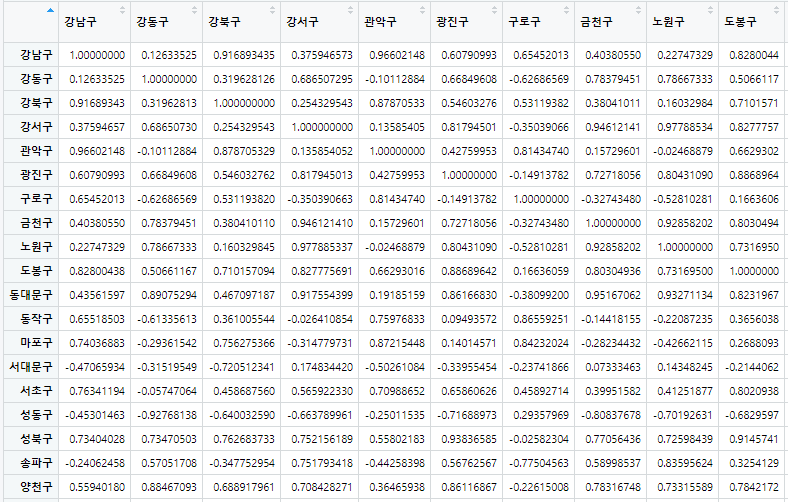 강남구 강동구 강북구 강서구 관악구 광진구 구로구 금천구 노원구 도봉구
강남구 1.00000000 0.12633525 0.916893435 0.375946573 0.96602148 0.60790993 0.65452013 0.40380550 0.22747329 0.8280044
강동구 0.12633525 1.00000000 0.319628126 0.686507295 -0.10112884 0.66849608 -0.62686569 0.78379451 0.78667333 0.5066117
강북구 0.91689343 0.31962813 1.000000000 0.254329543 0.87870533 0.54603276 0.53119382 0.38041011 0.16032984 0.7101571
강서구 0.37594657 0.68650730 0.254329543 1.000000000 0.13585405 0.81794501 -0.35039066 0.94612141 0.97788534 0.8277757
관악구 0.96602148 -0.10112884 0.878705329 0.135854052 1.00000000 0.42759953 0.81434740 0.15729601 -0.02468879 0.6629302
광진구 0.60790993 0.66849608 0.546032762 0.817945013 0.42759953 1.00000000 -0.14913782 0.72718056 0.80431090 0.8868964
구로구 0.65452013 -0.62686569 0.531193820 -0.350390663 0.81434740 -0.14913782 1.00000000 -0.32743480 -0.52810281 0.1663606
금천구 0.40380550 0.78379451 0.380410110 0.946121410 0.15729601 0.72718056 -0.32743480 1.00000000 0.92858202 0.8030494
노원구 0.22747329 0.78667333 0.160329845 0.977885337 -0.02468879 0.80431090 -0.52810281 0.92858202 1.00000000 0.7316950
도봉구 0.82800438 0.50661167 0.710157094 0.827775691 0.66293016 0.88689642 0.16636059 0.80304936 0.73169500 1.0000000
동대문구 0.43561597 0.89075294 0.467097187 0.917554399 0.19185159 0.86166830 -0.38099200 0.95167062 0.93271134 0.8231967
동작구 0.65518503 -0.61335613 0.361005544 -0.026410854 0.75976833 0.09493572 0.86559251 -0.14418155 -0.22087235 0.3656038
마포구 0.74036883 -0.29361542 0.756275366 -0.314779731 0.87215448 0.14014571 0.84232024 -0.28234432 -0.42662115 0.2688093
서대문구 -0.47065934 -0.31519549 -0.720512341 0.174834420 -0.50261084 -0.33955454 -0.23741866 0.07333463 0.14348245 -0.2144062
서초구 0.76341194 -0.05747064 0.458687560 0.565922330 0.70988652 0.65860626 0.45892714 0.39951582 0.41251877 0.8020938
성동구 -0.45301463 -0.92768138 -0.640032590 -0.663789961 -0.25011535 -0.71688973 0.29357969 -0.80837678 -0.70192631 -0.6829597
성북구 0.73404028 0.73470503 0.762683733 0.752156189 0.55802183 0.93836585 -0.02582304 0.77056436 0.72598439 0.9145741
송파구 -0.24062458 0.57051708 -0.347752954 0.751793418 -0.44258398 0.56762567 -0.77504563 0.58998537 0.83595624 0.3254129
양천구 0.55940180 0.88467093 0.688917961 0.708428271 0.36465938 0.86116867 -0.22615008 0.78316748 0.73315589 0.7842172